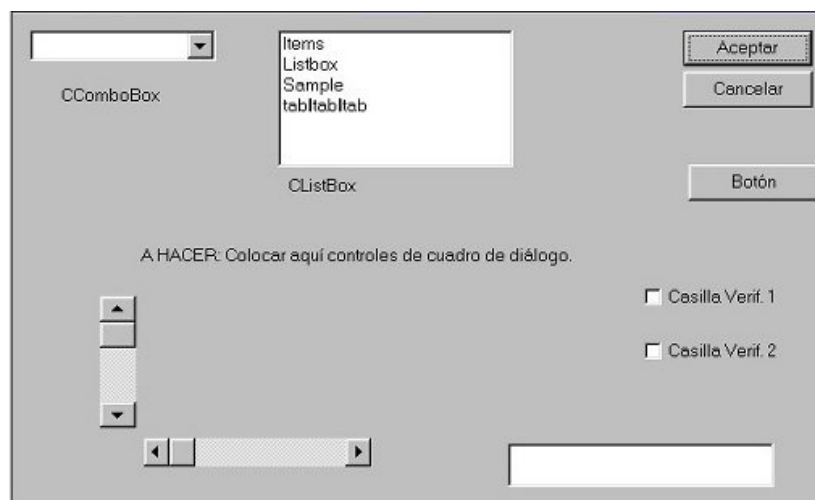 Items
Listbox
Sample
tabltabltab
CComboBox
CListBox
Aceptar
Cancelar
Botón
A HACER: Colocar aquí controles de cuadro de diálogo.
Casilla Verif. 1
Casilla Verif. 2